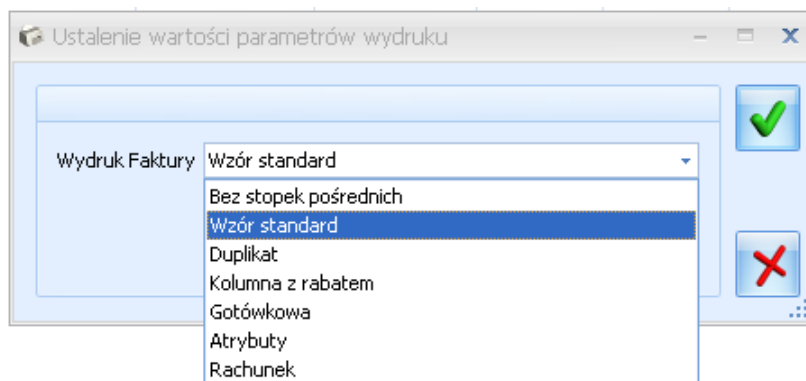 Ustalenie wartości parametrów wydruku
Wydruk Faktury Wzór standard
Bez stopek pośrednich
Wzór standard
Duplikat
Kolumna z rabatem
Gotówkowa
Atrybuty
Rachunek